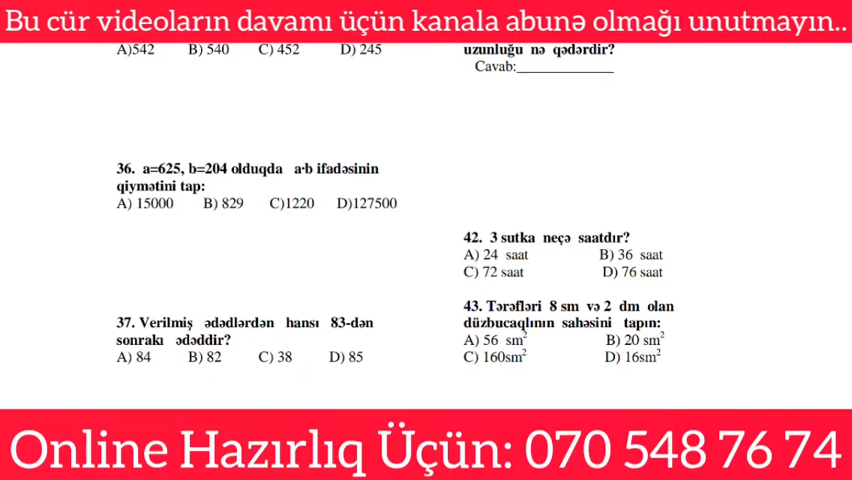 Bu cür videoların davamı üçün kanala abunə olmağı unutmayın..
A)542 B) 540 C) 452 D) 245
36. a=625, b=204 olduqda a·b ifadəsinin
qiymətini tap:
A) 15000 B) 829 C)1220 D)127500
37. Verilmiş ədədlərdən hansı 83-dən
sonrakı ədəddir?
A) 84 B) 82 C) 38 D) 85
uzunluğu nə qədərdir?
Cavab:______________
42. 3 sutka neçə saatdır?
A) 24 saat B) 36 saat
C) 72 saat D) 76 saat
43. Tərəfləri 8 sm və 2 dm olan
düzbucaqlının sahəsini tapın:
A) 56 sm² B) 20 sm²
C) 160sm² D) 16sm²
Online Hazırlıq Üçün: 070 548 76 74